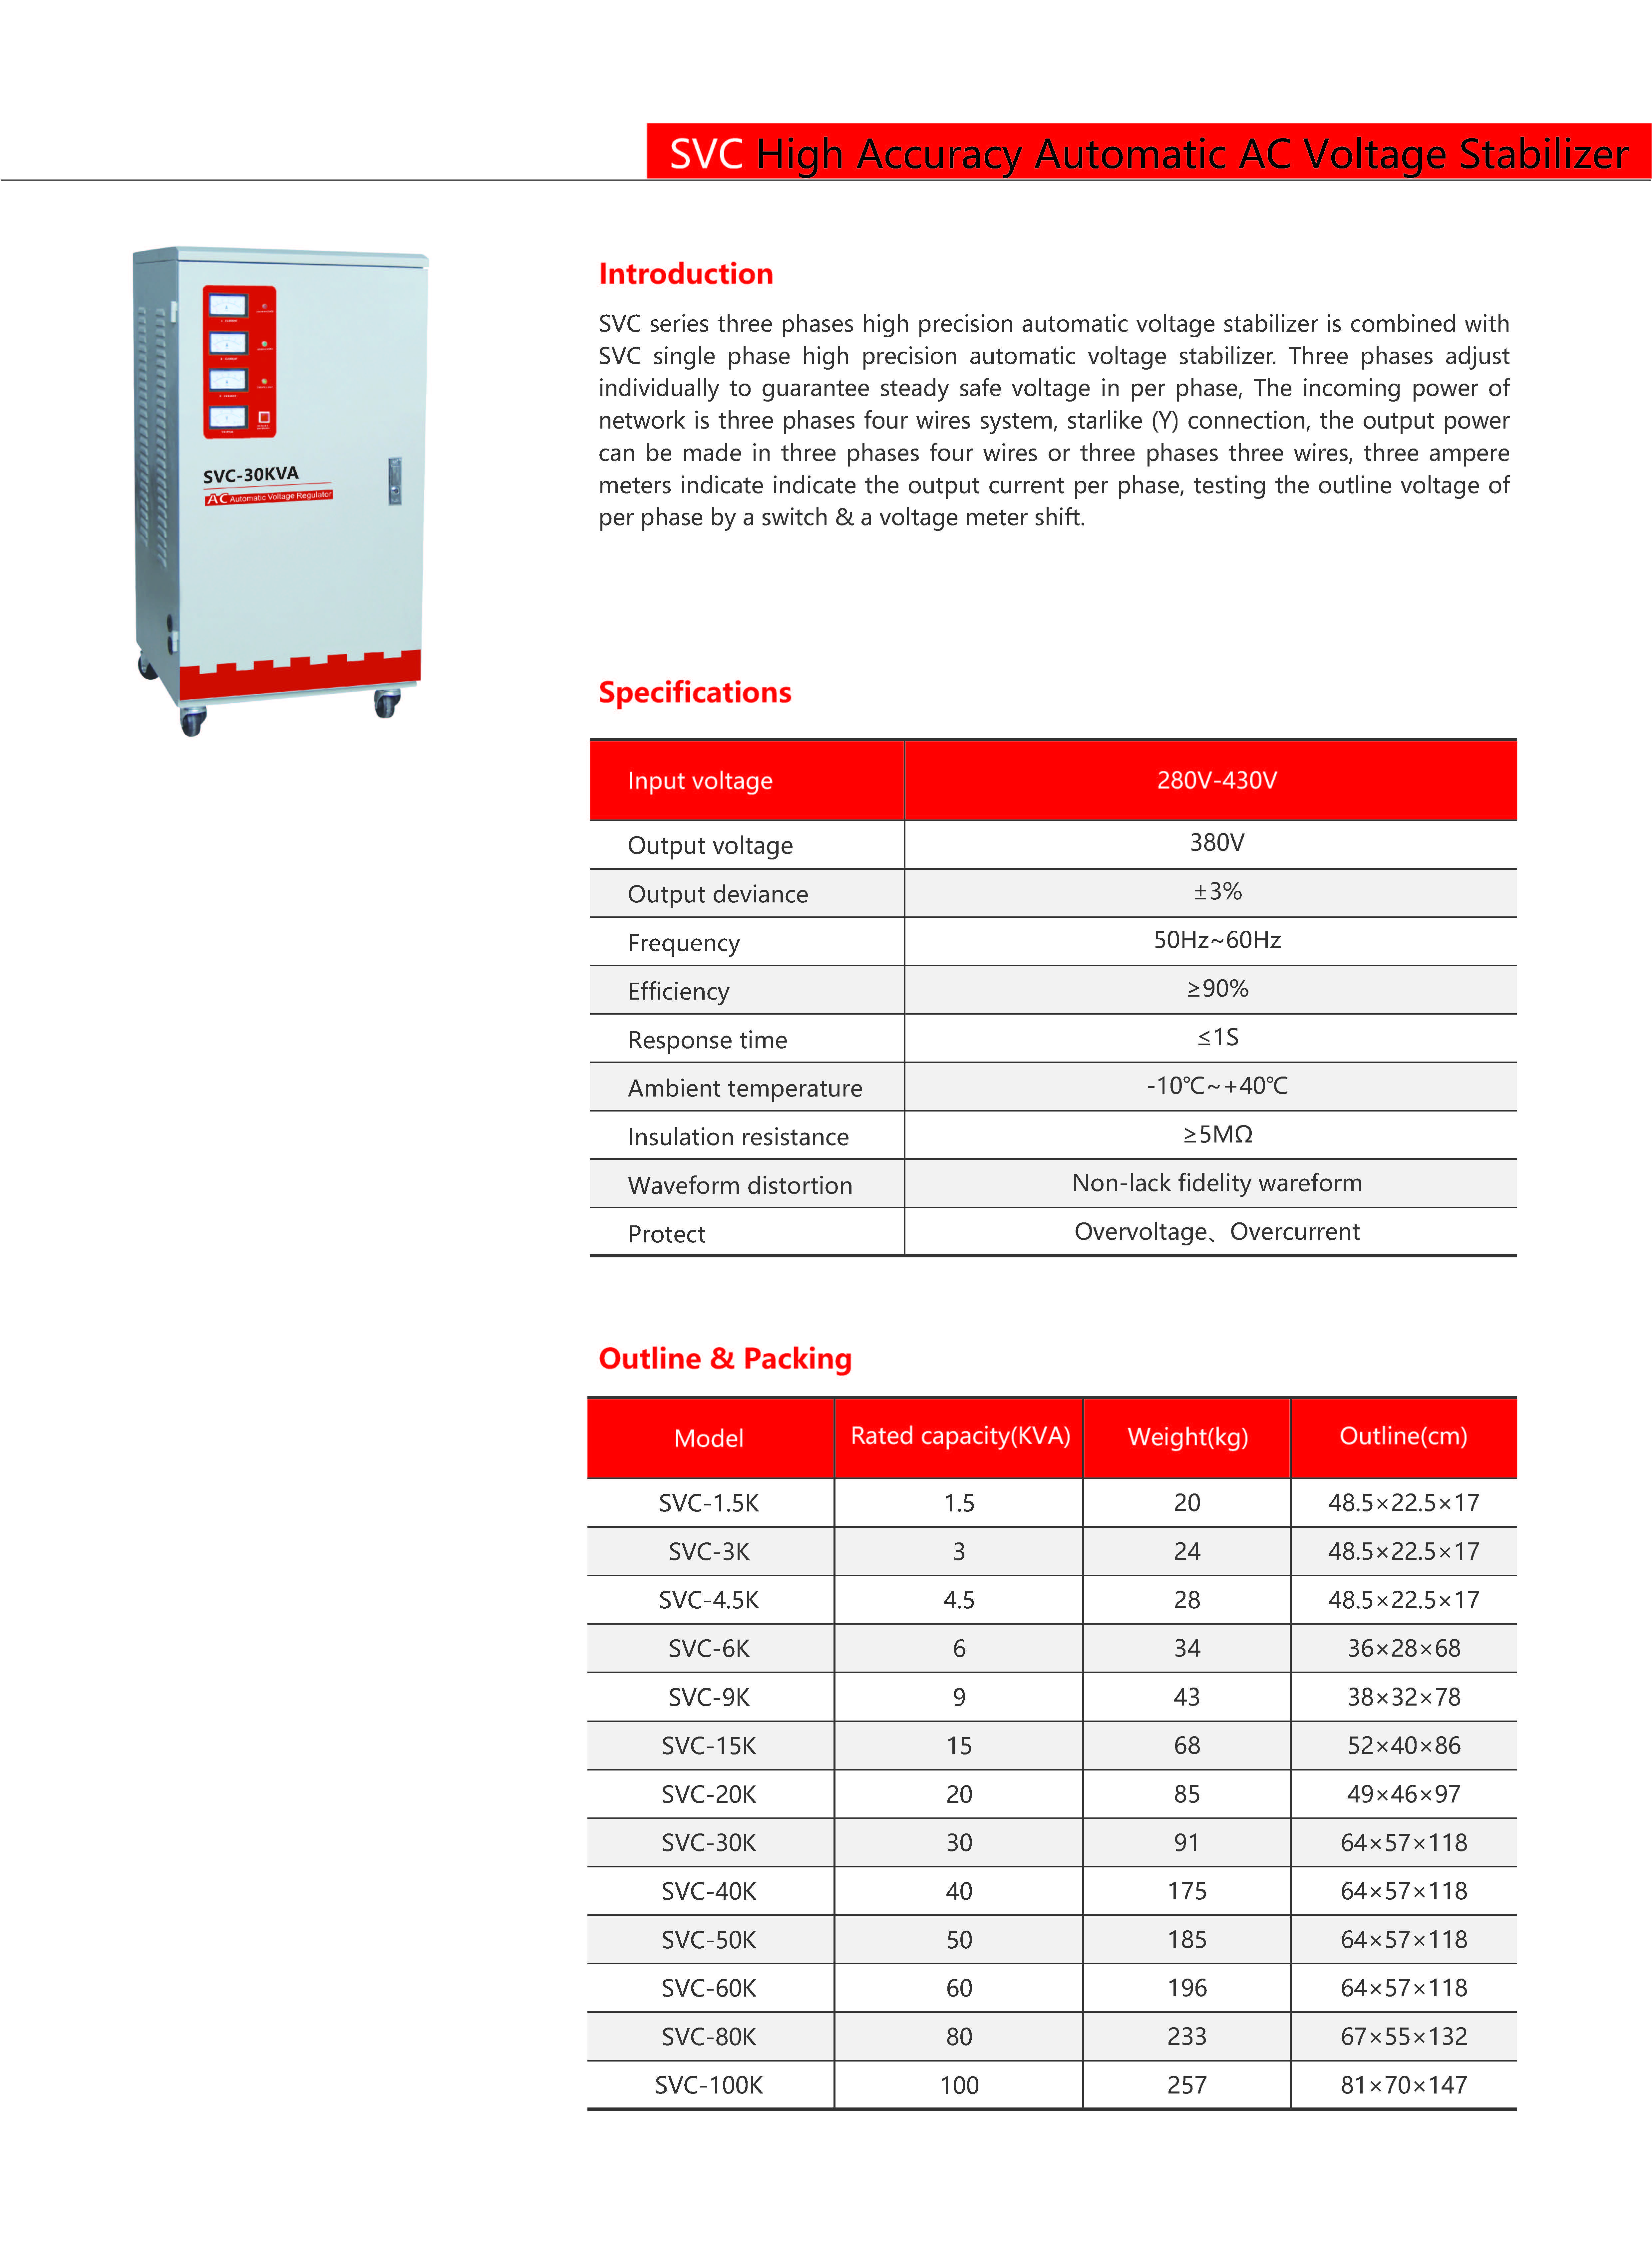 SVC High Accuracy Automatic AC Voltage Stabilizer
SVC-30KVA
AC Automatic Voltage Regulator
Introduction
SVC series three phases high precision automatic voltage stabilizer is combined with
SVC single phase high precision automatic voltage stabilizer. Three phases adjust
individually to guarantee steady safe voltage in per phase, The incoming power of
network is three phases four wires system, starlike (Y) connection, the output power
can be made in three phases four wires or three phases three wires, three ampere
meters indicate indicate the output current per phase, testing the outline voltage of
per phase by a switch & a voltage meter shift.
Specifications
Input voltage 280V-430V
Output voltage 380V
Output deviance ±3%
Frequency 50Hz~60Hz
Efficiency ≥90%
Response time ≤1S
Ambient temperature -10℃~+40℃
Insulation resistance ≥5MΩ
Waveform distortion Non-lack fidelity wareform
Protect Overvoltage、Overcurrent
Outline & Packing
Model Rated capacity(KVA) Weight(kg) Outline(cm)
SVC-1.5K 1.5 20 48.5×22.5×17
SVC-3K 3 24 48.5×22.5×17
SVC-4.5K 4.5 28 48.5×22.5×17
SVC-6K 6 34 36×28×68
SVC-9K 9 43 38×32×78
SVC-15K 15 68 52×40×86
SVC-20K 20 85 49×46×97
SVC-30K 30 91 64×57×118
SVC-40K 40 175 64×57×118
SVC-50K 50 185 64×57×118
SVC-60K 60 196 64×57×118
SVC-80K 80 233 67×55×132
SVC-100K 100 257 81×70×147